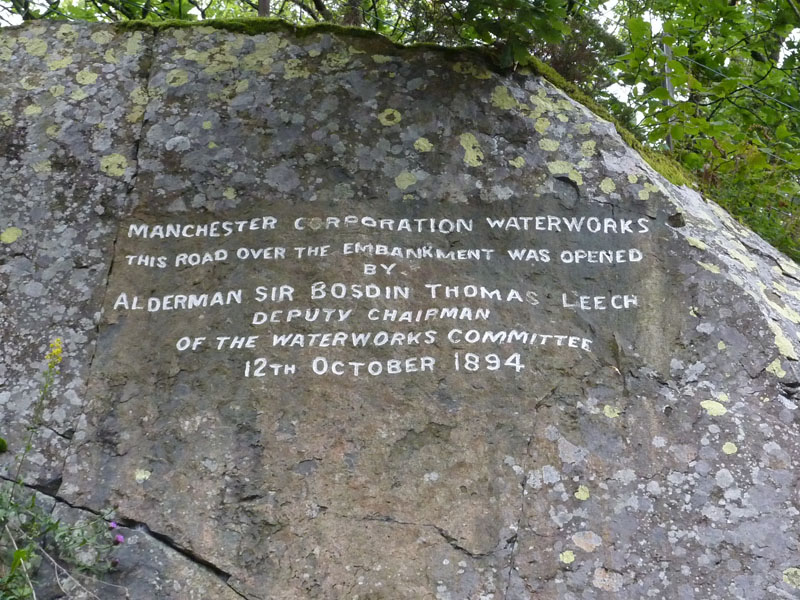 MANCHESTER CORPORATION WATERWORKS
THIS ROAD OVER THE EMBANKMENT WAS OPENED
BY
ALDERMAN SIR BOSDIN THOMAS LEECH
DEPUTY CHAIRMAN
OF THE WATERWORKS COMMITTEE
12TH OCTOBER 1894